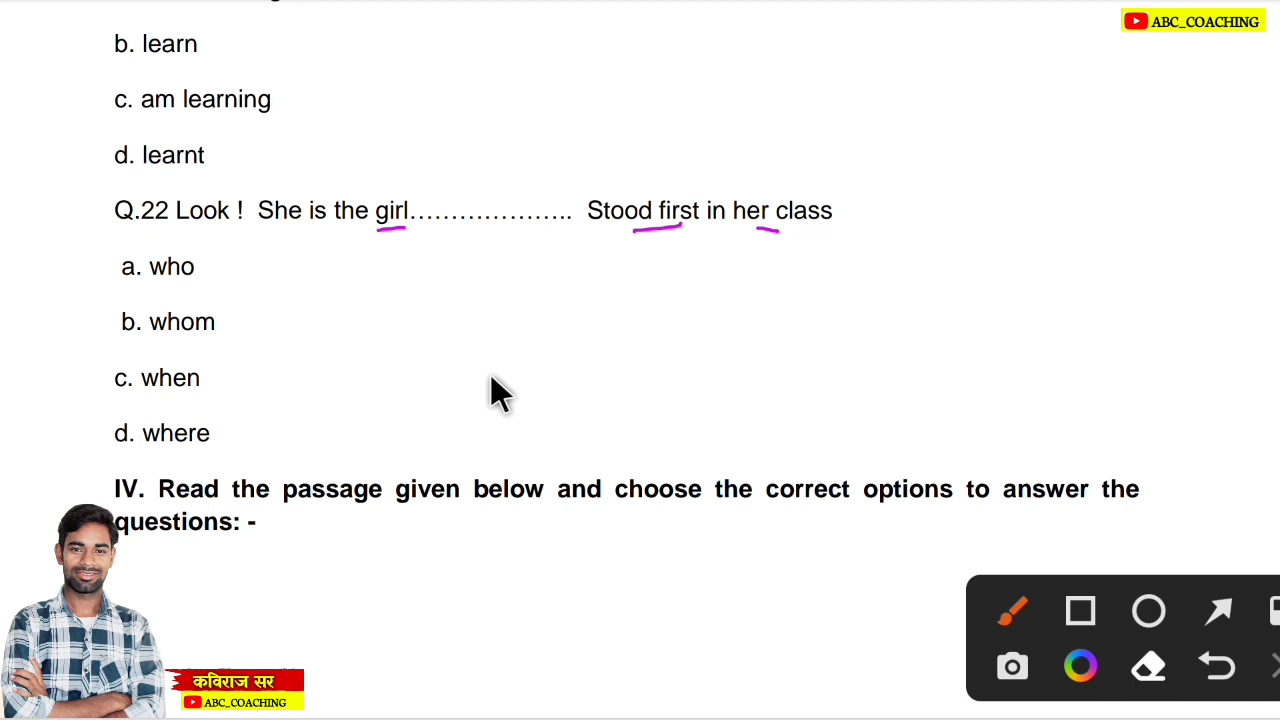 ABC_COACHING
b. learn
c. am learning
d. learnt
Q.22 Look ! She is the girl…………………. Stood first in her class
a. who
b. whom
c. when
d. where
IV. Read the passage given below and choose the correct options to answer the
questions: -
कविराज सर
ABC_COACHING